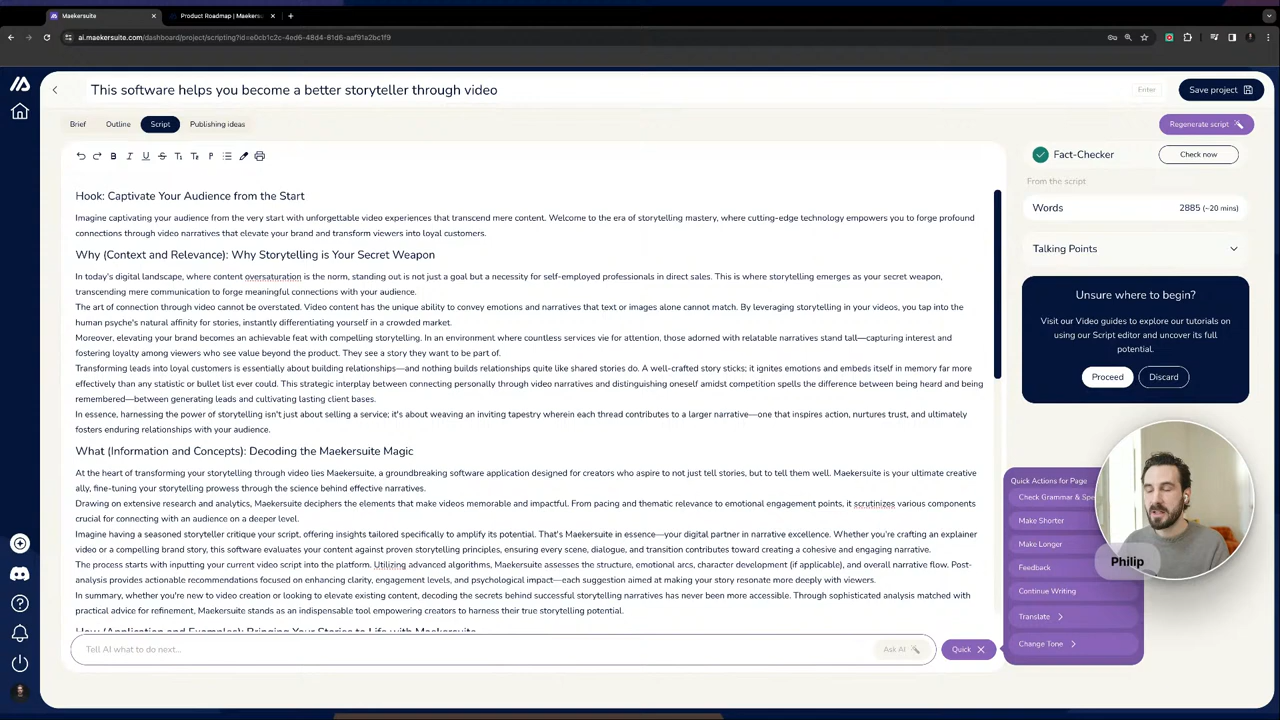 Maekersuite
Product Roadmap | Maekersu
ai.maekersuite.com/dashboard/project/scripting?id=e0cb1c2c-4ed6-48d4-81d6-aaf91a2bc1f9
This software helps you become a better storyteller through video
Enter
Save project
Brief
Outline
Script
Publishing ideas
Regenerate script
Hook: Captivate Your Audience from the Start
Imagine captivating your audience from the very start with unforgettable video experiences that transcend mere content. Welcome to the era of storytelling mastery, where cutting-edge technology empowers you to forge profound
connections through video narratives that elevate your brand and transform viewers into loyal customers.
Why (Context and Relevance): Why Storytelling is Your Secret Weapon
In today's digital landscape, where content oversaturation is the norm, standing out is not just a goal but a necessity for self-employed professionals in direct sales. This is where storytelling emerges as your secret weapon,
transcending mere communication to forge meaningful connections with your audience.
The art of connection through video cannot be overstated. Video content has the unique ability to convey emotions and narratives that text or images alone cannot match. By leveraging storytelling in your videos, you tap into the
human psyche's natural affinity for stories, instantly differentiating yourself in a crowded market.
Moreover, elevating your brand becomes an achievable feat with compelling storytelling. In an environment where countless services vie for attention, those adorned with relatable narratives stand tall—capturing interest and
fostering loyalty among viewers who see value beyond the product. They see a story they want to be part of.
Transforming leads into loyal customers is essentially about building relationships—and nothing builds relationships quite like shared stories do. A well-crafted story sticks; it ignites emotions and embeds itself in memory far more
effectively than any statistic or bullet list ever could. This strategic interplay between connecting personally through video narratives and distinguishing oneself amidst competition spells the difference between being heard and being
remembered—between generating leads and cultivating lasting client bases.
In essence, harnessing the power of storytelling isn't just about selling a service; it's about weaving an inviting tapestry wherein each thread contributes to a larger narrative—one that inspires action, nurtures trust, and ultimately
fosters enduring relationships with your audience.
What (Information and Concepts): Decoding the Maekersuite Magic
At the heart of transforming your storytelling through video lies Maekersuite, a groundbreaking software application designed for creators who aspire to not just tell stories, but to tell them well. Maekersuite is your ultimate creative
ally, fine-tuning your storytelling prowess through the science behind effective narratives.
Drawing on extensive research and analytics, Maekersuite deciphers the elements that make videos memorable and impactful. From pacing and thematic relevance to emotional engagement points, it scrutinizes various components
crucial for connecting with an audience on a deeper level.
Imagine having a seasoned storyteller critique your script, offering insights tailored specifically to amplify its potential. That's Maekersuite in essence—your digital partner in narrative excellence. Whether you're crafting an explainer
video or a compelling brand story, this software evaluates your content against proven storytelling principles, ensuring every scene, dialogue, and transition contributes toward creating a cohesive and engaging narrative.
The process starts with inputting your current video script into the platform. Utilizing advanced algorithms, Maekersuite assesses the structure, emotional arcs, character development (if applicable), and overall narrative flow. Post-
analysis provides actionable recommendations focused on enhancing clarity, engagement levels, and psychological impact—each suggestion aimed at making your story resonate more deeply with viewers.
In summary, whether you're new to video creation or looking to elevate existing content, decoding the secrets behind successful storytelling narratives has never been more accessible. Through sophisticated analysis matched with
practical advice for refinement, Maekersuite stands as an indispensable tool empowering creators to harness their true storytelling potential.
How (Application and Examples): Bringing Your Stories to Life with Maekersuite
Tell AI what to do next...
Ask AI
Quick
Fact-Checker
Check now
From the script
Words
2885 (~20 mins)
Talking Points
Unsure where to begin?
Visit our Video guides to explore our tutorials on
using our Script editor and uncover its full
potential.
Proceed
Discard
Quick Actions for Page
Check Grammar & Spe
Make Shorter
Make Longer
Feedback
Continue Writing
Translate
Change Tone
Philip